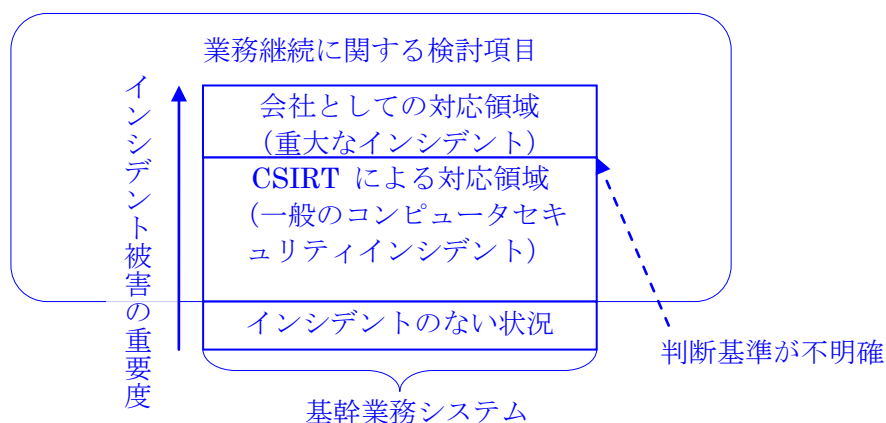 業務継続に関する検討項目
インシデント被害の重要度
会社としての対応領域
（重大なインシデント）
CSIRT による対応領域
（一般のコンピュータセキ
ュリティインシデント）
インシデントのない状況
判断基準が不明確
基幹業務システム